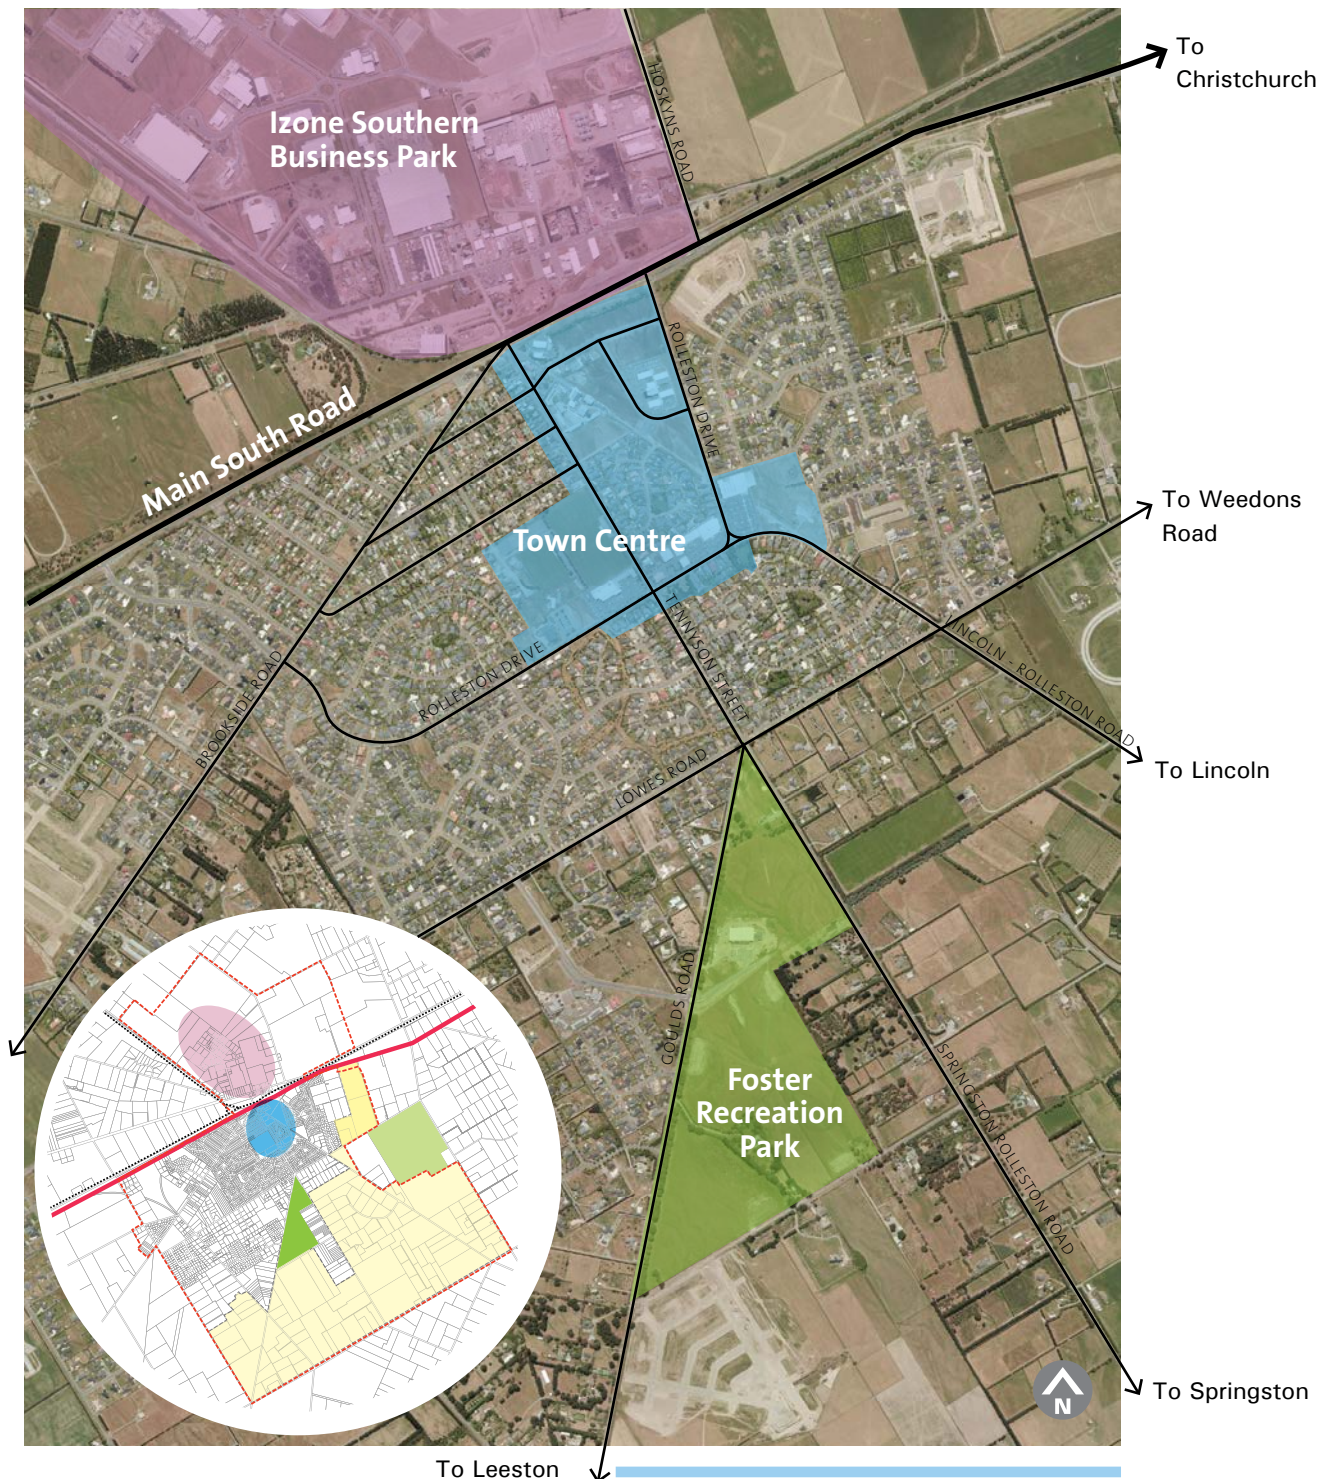 To
Christchurch
HOSKYNS ROAD
Izone Southern
Business Park
ROLLESTON DRIVE
Main South Road
To Weedons
Road
Town Centre
TENNYSON STREET
LINCOLN - ROLLESTON ROAD
BROOKSIDE ROAD
ROLLESTON DRIVE
To Lincoln
LOWES ROAD
GOULDS ROAD
Foster
Recreation
Park
SPRINGSTON ROLLESTON ROAD
N
To Springston
To Leeston